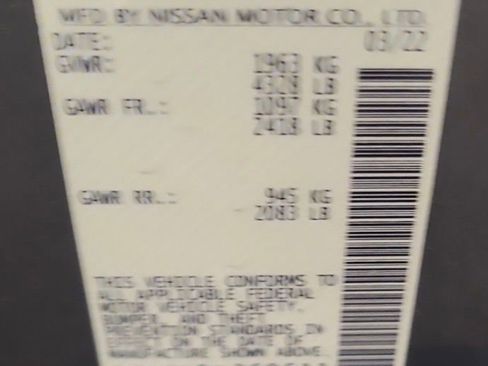 MFD BY NISSAN MOTOR CO., LTD.
DATE: 03/22
GVWR: 1963 KG
4328 LB
GAWR FR.: 1097 KG
2418 LB
GAWR RR.: 945 KG
2083 LB
THIS VEHICLE CONFORMS TO
ALL APPLICABLE FEDERAL
MOTOR VEHICLE SAFETY,
BUMPER, AND THEFT
PREVENTION STANDARDS IN
EFFECT ON THE DATE OF
MANUFACTURE SHOWN ABOVE.